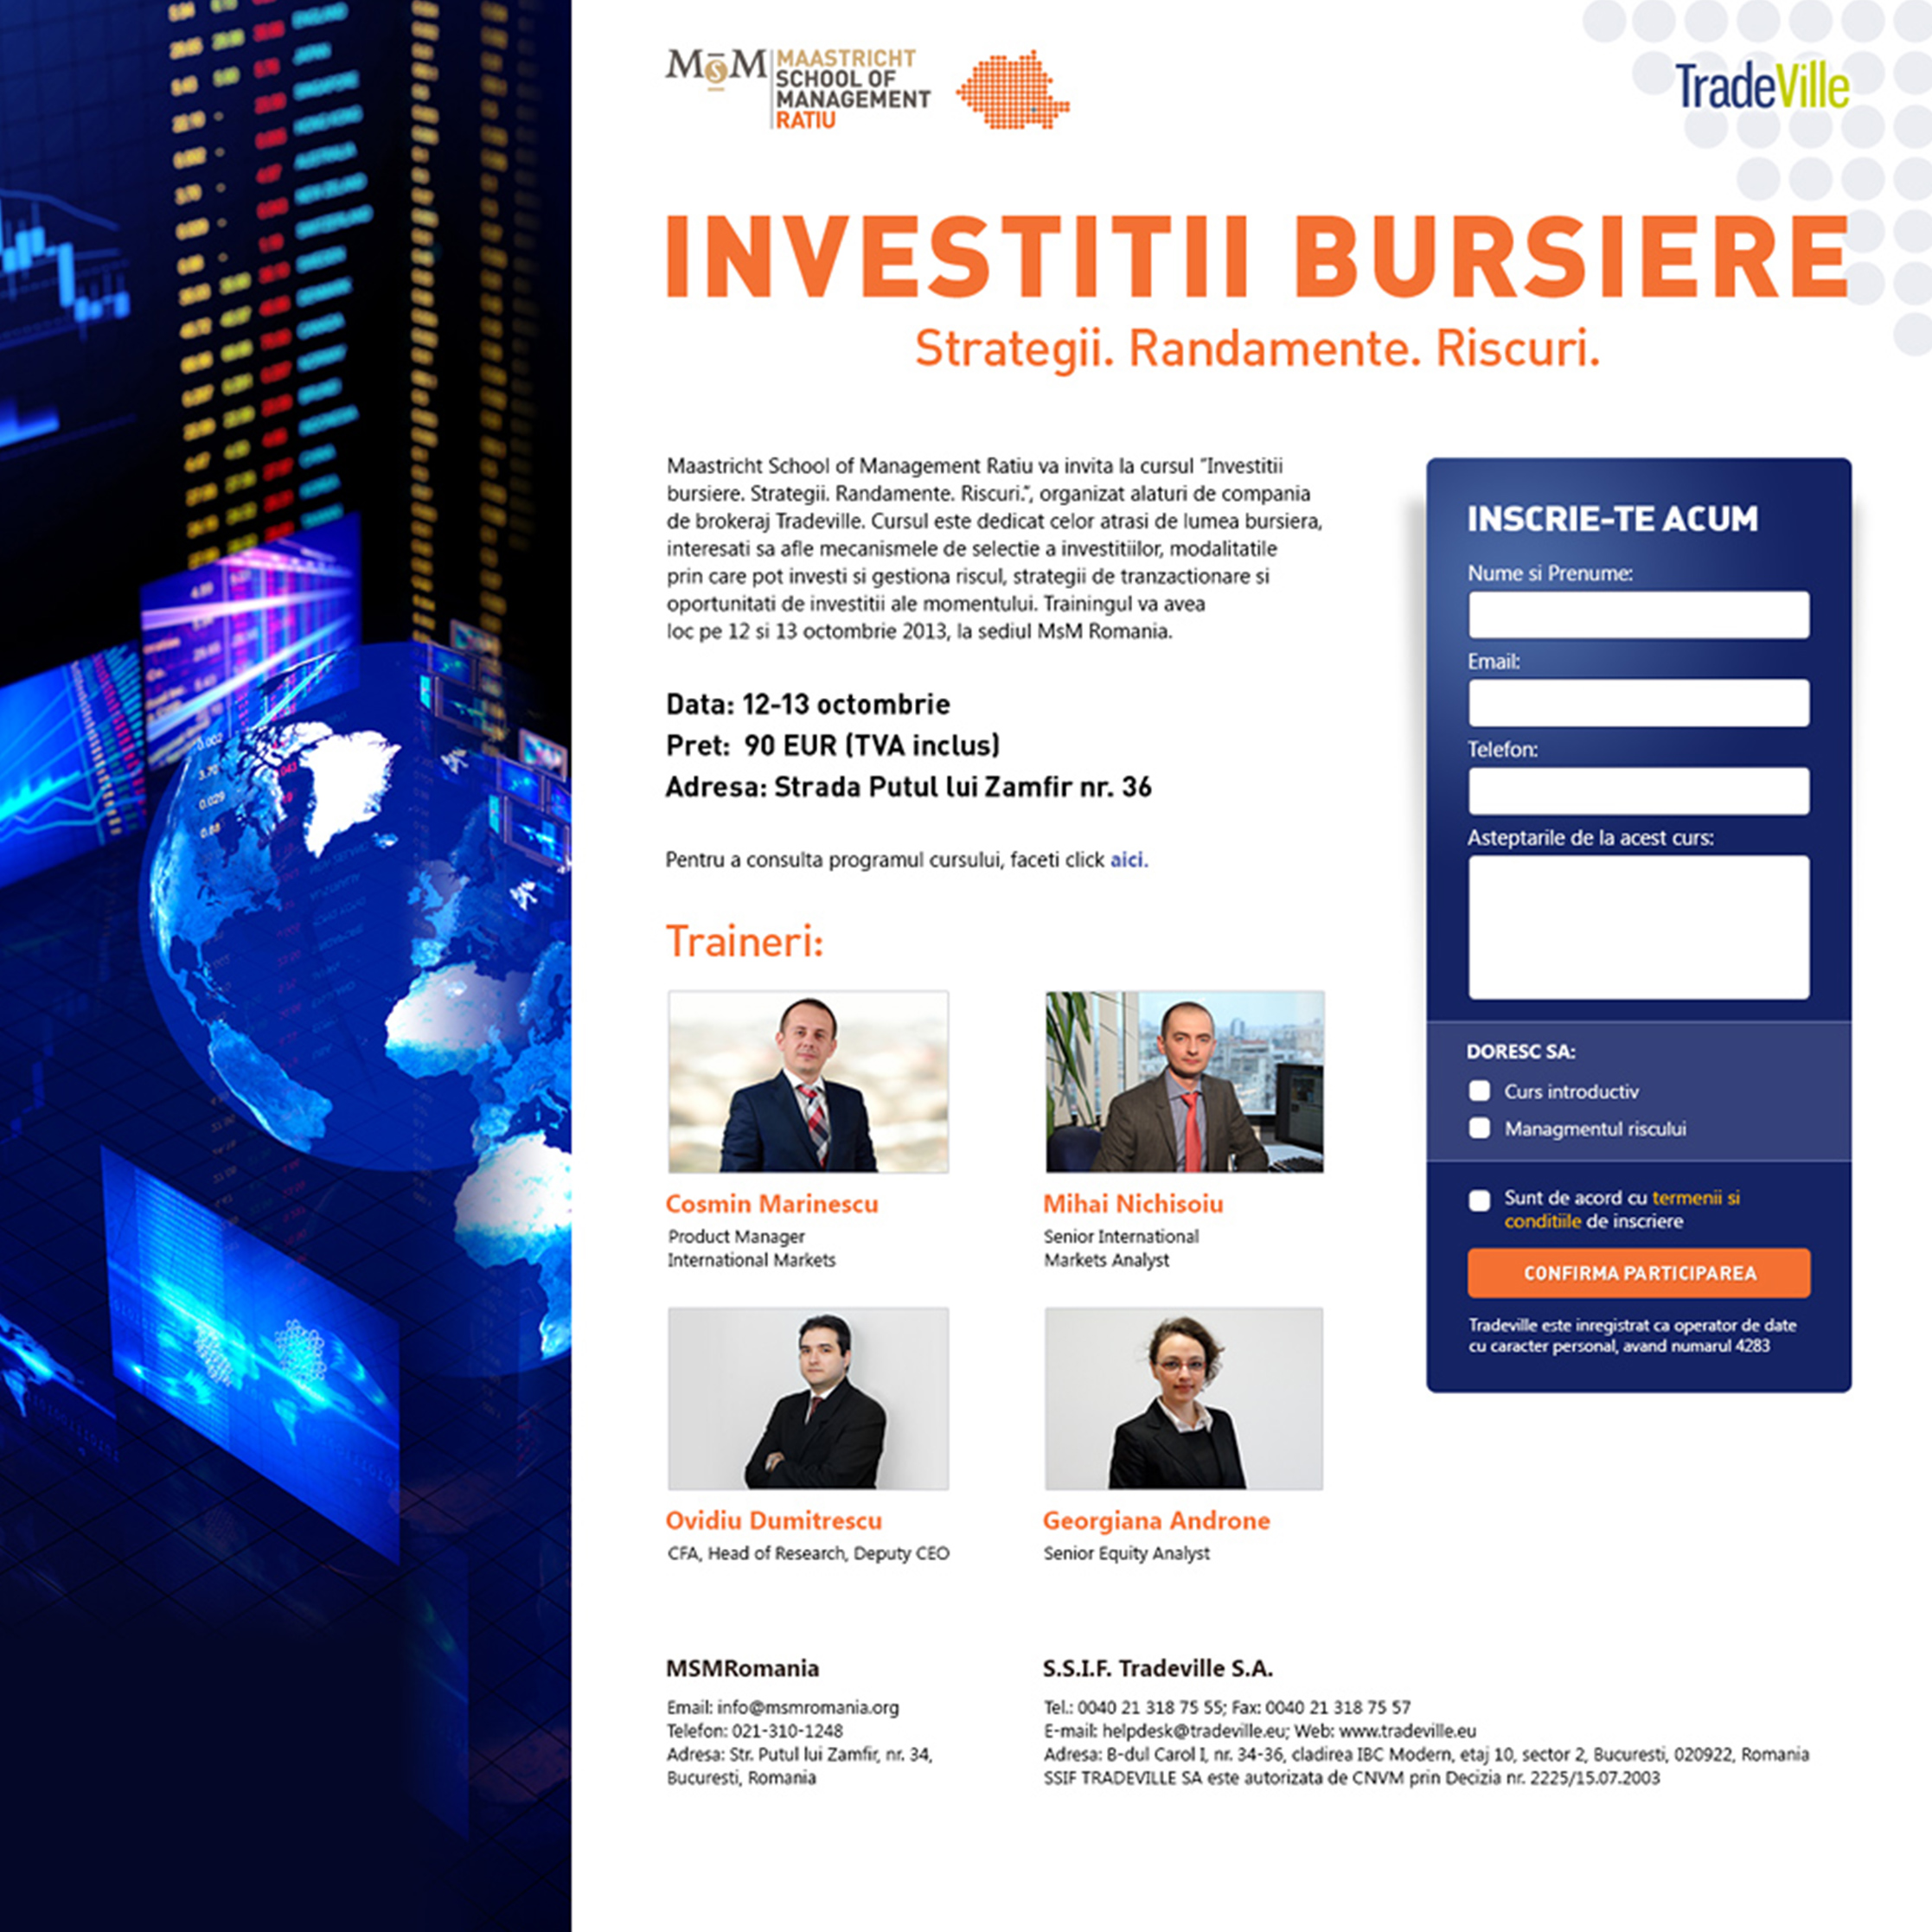 MsM
MAASTRICHT
SCHOOL OF
MANAGEMENT
RATIU
TradeVille
INVESTITII BURSIERE
Strategii. Randamente. Riscuri.
Maastricht School of Management Ratiu va invita la cursul "Investitii
bursiere. Strategii. Randamente. Riscuri.", organizat alaturi de compania
de brokeraj Tradeville. Cursul este dedicat celor atrasi de lumea bursiera,
interesati sa afle mecanismele de selectie a investitiilor, modalitatile
prin care pot investi si gestiona riscul, strategii de tranzactionare si
oportunitati de investitii ale momentului. Trainingul va avea
loc pe 12 si 13 octombrie 2013, la sediul MsM Romania.
Data: 12-13 octombrie
Pret: 90 EUR (TVA inclus)
Adresa: Strada Putul lui Zamfir nr. 36
Pentru a consulta programul cursului, faceti click aici.
Traineri:
Cosmin Marinescu
Product Manager
International Markets
Mihai Nichisoiu
Senior International
Markets Analyst
Ovidiu Dumitrescu
CFA, Head of Research, Deputy CEO
Georgiana Androne
Senior Equity Analyst
INSCRIE-TE ACUM
Nume si Prenume:
Email:
Telefon:
Asteptarile de la acest curs:
DORESC SA:
Curs introductiv
Managmentul riscului
Sunt de acord cu termenii si
conditiile de inscriere
CONFIRMA PARTICIPAREA
Tradeville este inregistrat ca operator de date
cu caracter personal, avand numarul 4283
MSMRomania
Email: info@msmromania.org
Telefon: 021-310-1248
Adresa: Str. Putul lui Zamfir, nr. 34,
Bucuresti, Romania
S.S.I.F. Tradeville S.A.
Tel.: 0040 21 318 75 55; Fax: 0040 21 318 75 57
E-mail: helpdesk@tradeville.eu; Web: www.tradeville.eu
Adresa: B-dul Carol I, nr. 34-36, cladirea IBC Modern, etaj 10, sector 2, Bucuresti, 020922, Romania
SSIF TRADEVILLE SA este autorizata de CNVM prin Decizia nr. 2225/15.07.2003